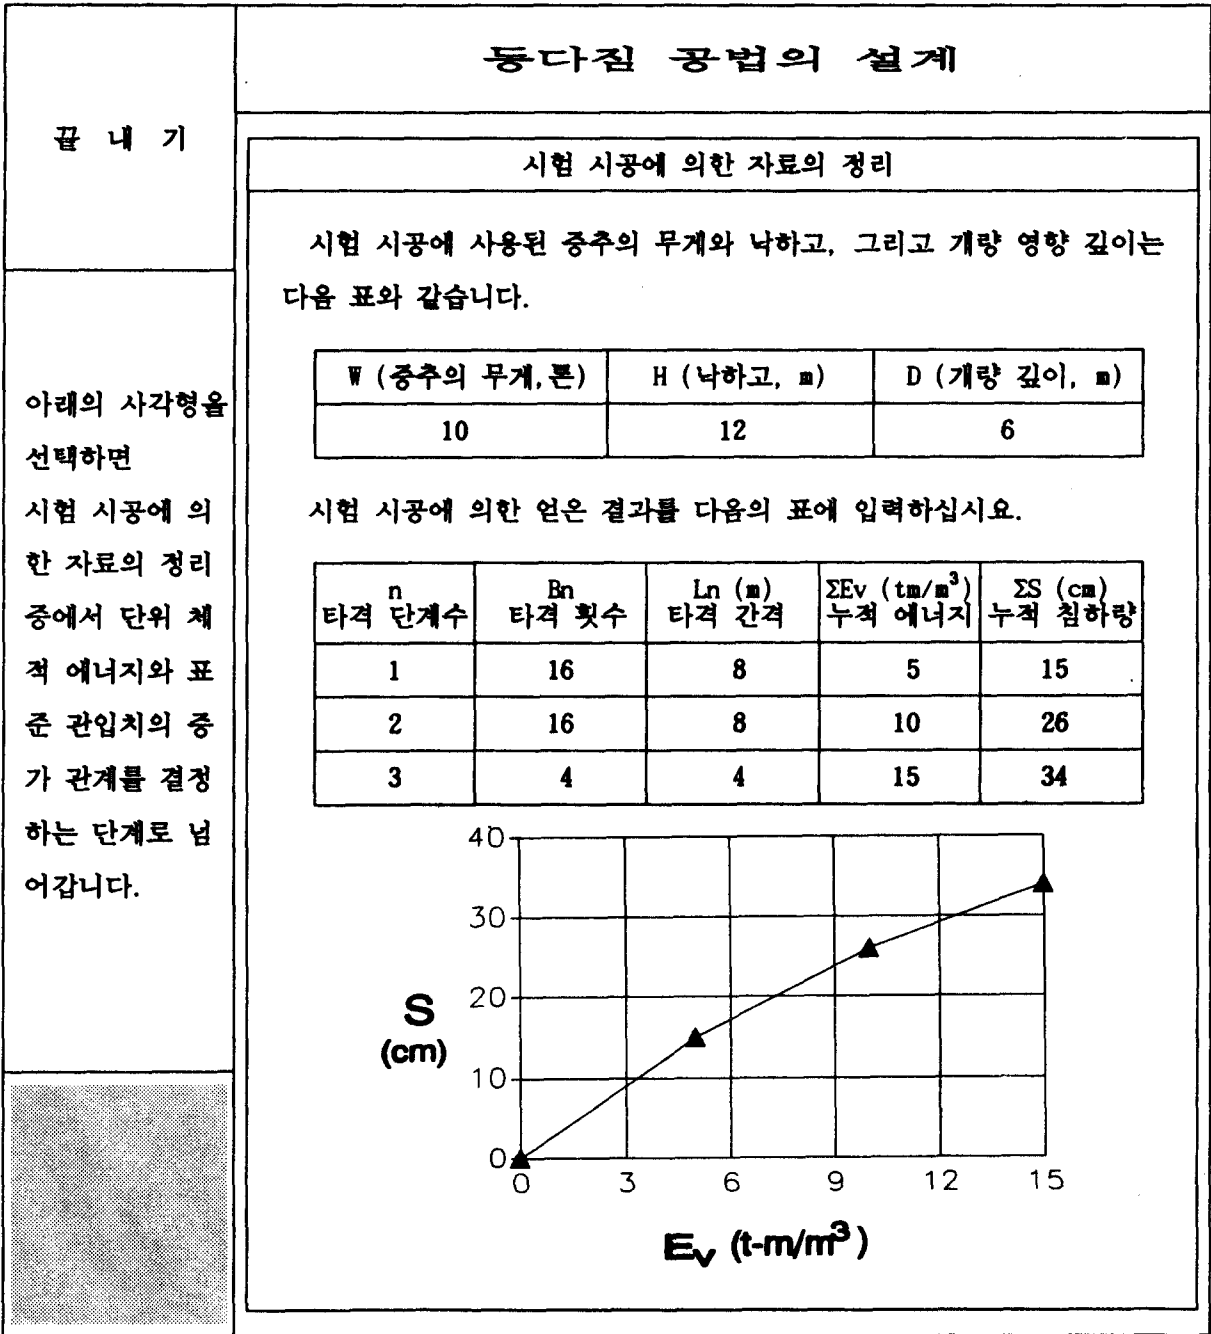 동다짐 공법의 설계
끝 내 기
아래의 사각형을
선택하면
시험 시공에 의
한 자료의 정리
중에서 단위 체
적 에너지와 표
준 관입치의 증
가 관계를 결정
하는 단계로 넘
어갑니다.
시험 시공에 의한 자료의 정리
시험 시공에 사용된 중추의 무게와 낙하고, 그리고 개량 영향 깊이는
다음 표와 같습니다.
W (중추의 무게, 톤) H (낙하고, m) D (개량 깊이, m)
10 12 6
시험 시공에 의한 얻은 결과를 다음의 표에 입력하십시요.
n Bn Ln (m) ΣEv (tm/m³) ΣS (cm)
타격 단계수 타격 횟수 타격 간격 누적 에너지 누적 침하량
1 16 8 5 15
2 16 8 10 26
3 4 4 15 34
40
30
20
10
0
S
(cm)
0 3 6 9 12 15
Ev (t-m/m³)